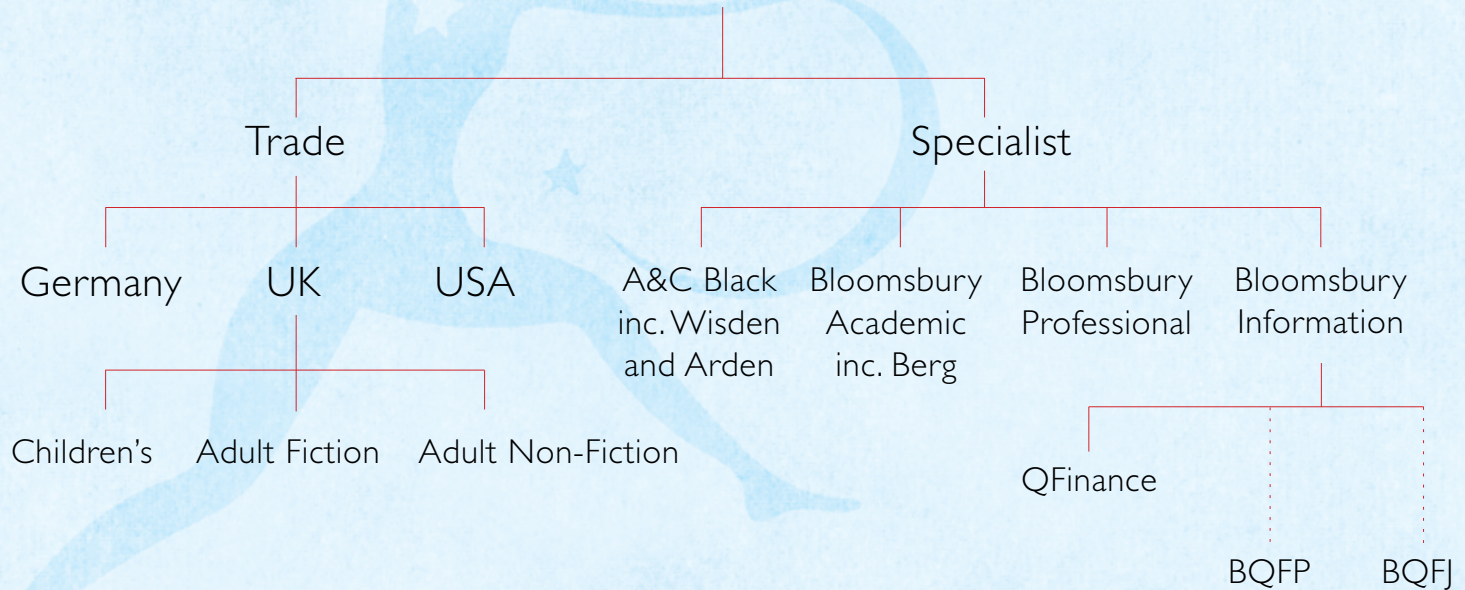 Trade
Specialist
Germany
UK
USA
A&C Black
inc. Wisden
and Arden
Bloomsbury
Academic
inc. Berg
Bloomsbury
Professional
Bloomsbury
Information
Children’s
Adult Fiction
Adult Non-Fiction
QFinance
BQFP
BQFJ